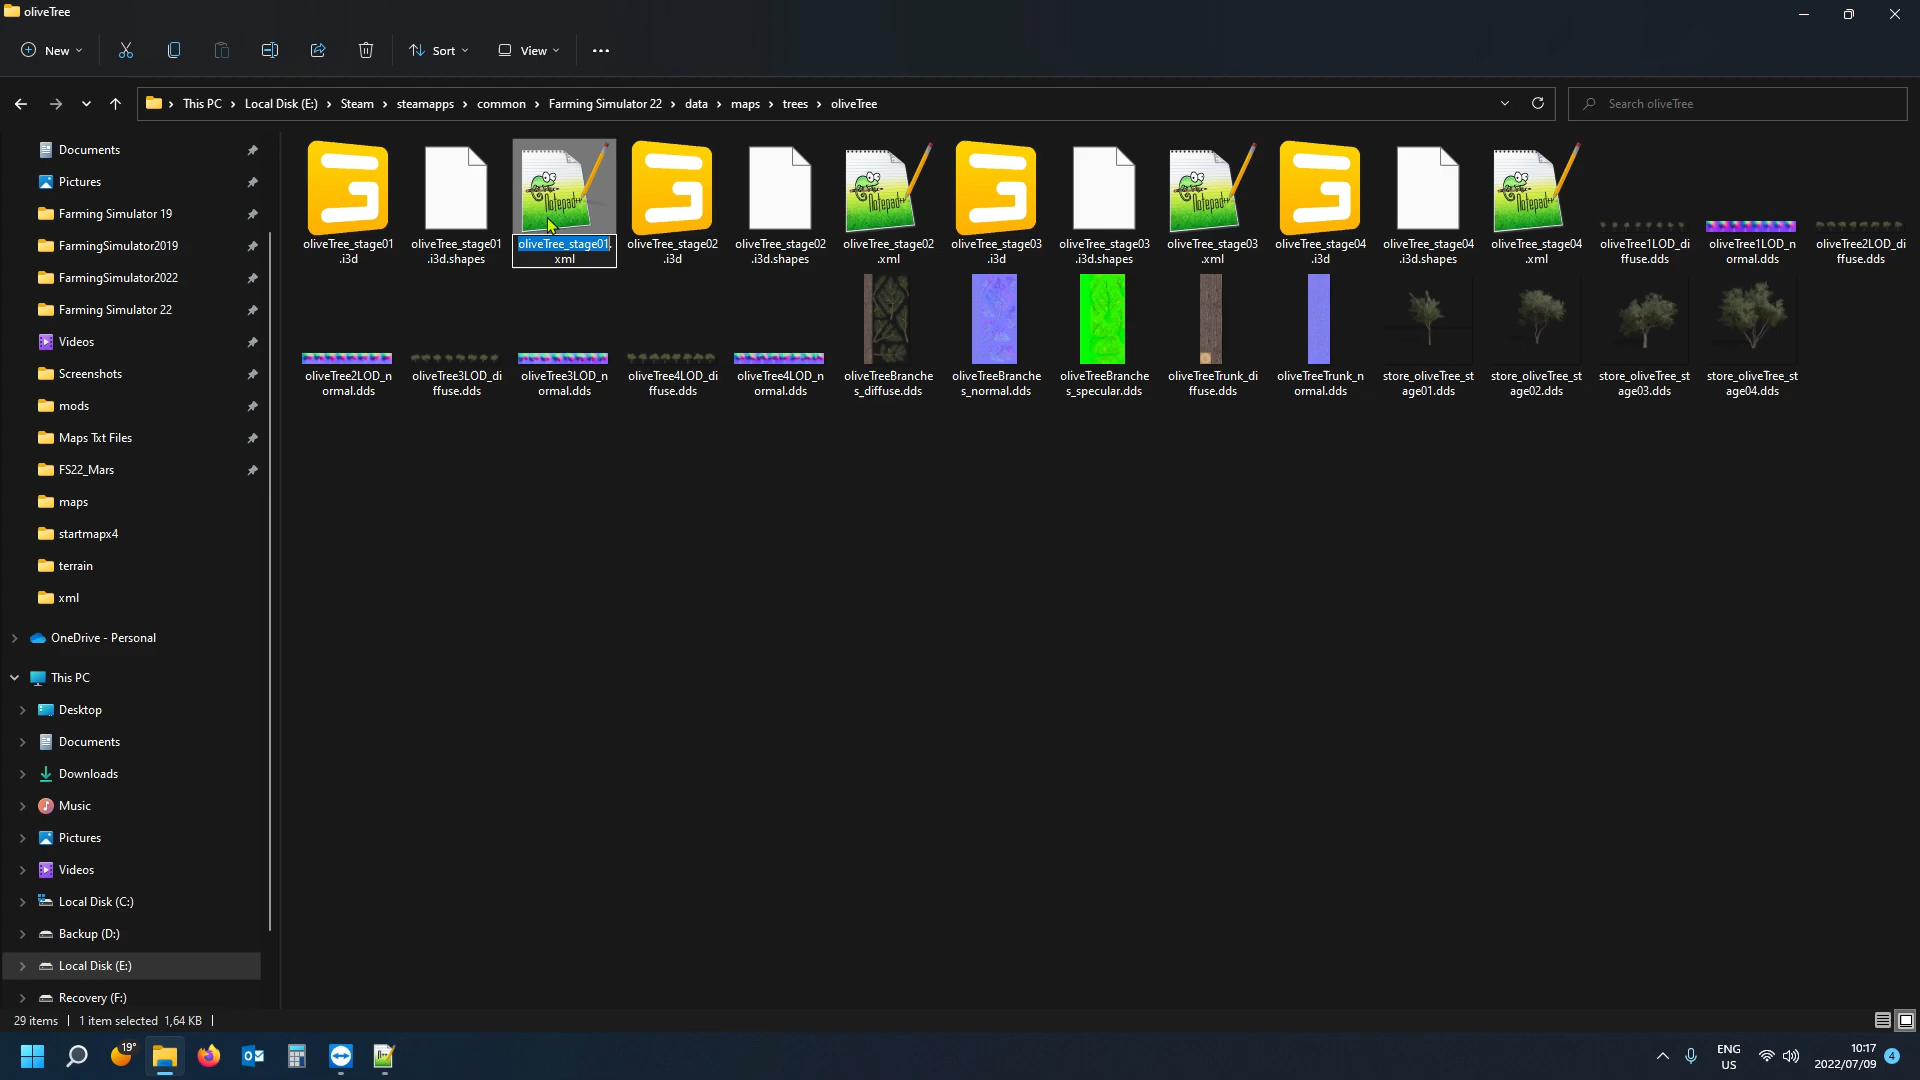 oliveTree
New
Sort
View
This PC
Local Disk (E:)
Steam
steamapps
common
Farming Simulator 22
data
maps
trees
oliveTree
Search oliveTree
Documents
Pictures
Farming Simulator 19
FarmingSimulator2019
FarmingSimulator2022
Farming Simulator 22
Videos
Screenshots
mods
Maps Txt Files
FS22_Mars
maps
startmapx4
terrain
xml
OneDrive - Personal
This PC
Desktop
Documents
Downloads
Music
Pictures
Videos
Local Disk (C:)
Backup (D:)
Local Disk (E:)
Recovery (F:)
oliveTree_stage01
.i3d
oliveTree_stage01
.i3d.shapes
oliveTree_stage01.
xml
oliveTree_stage02
.i3d
oliveTree_stage02
.i3d.shapes
oliveTree_stage02
.xml
oliveTree_stage03
.i3d
oliveTree_stage03
.i3d.shapes
oliveTree_stage03
.xml
oliveTree_stage04
.i3d
oliveTree_stage04
.i3d.shapes
oliveTree_stage04
.xml
oliveTree1LOD_di
ffuse.dds
oliveTree1LOD_n
ormal.dds
oliveTree2LOD_di
ffuse.dds
oliveTree2LOD_n
ormal.dds
oliveTree3LOD_di
ffuse.dds
oliveTree3LOD_n
ormal.dds
oliveTree4LOD_di
ffuse.dds
oliveTree4LOD_n
ormal.dds
oliveTreeBranche
s_diffuse.dds
oliveTreeBranche
s_normal.dds
oliveTreeBranche
s_specular.dds
oliveTreeTrunk_di
ffuse.dds
oliveTreeTrunk_n
ormal.dds
store_oliveTree_st
age01.dds
store_oliveTree_st
age02.dds
store_oliveTree_st
age03.dds
store_oliveTree_st
age04.dds
29 items
1 item selected 1,64 KB
19°
ENG
US
10:17
2022/07/09
4